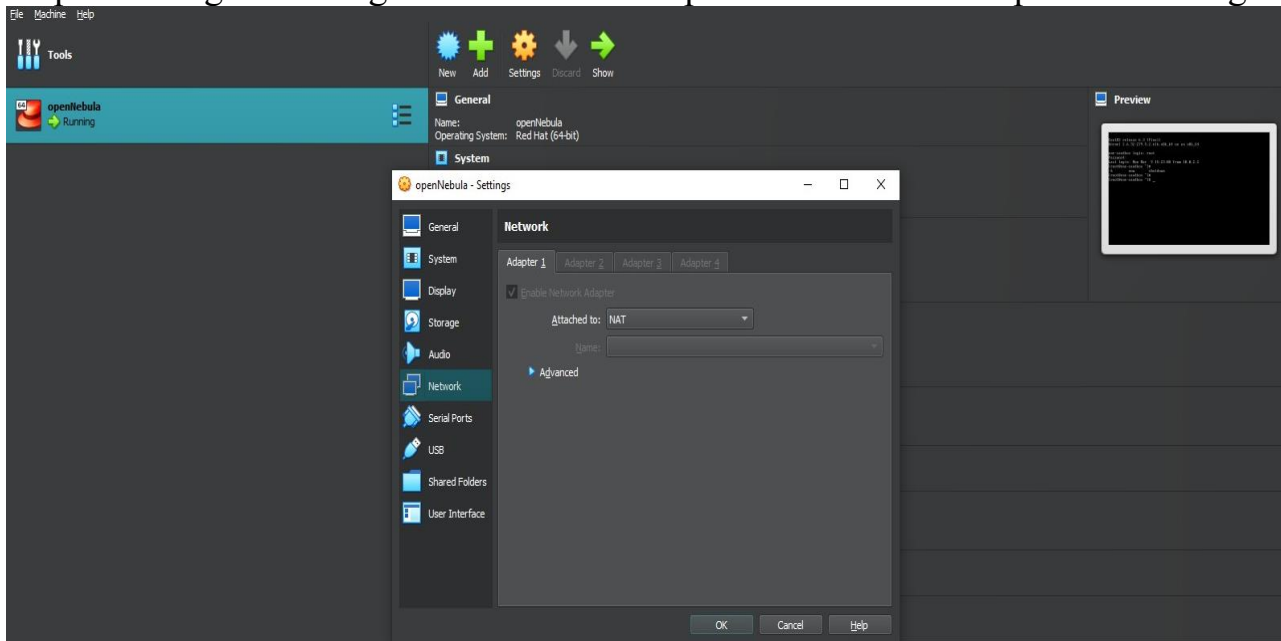 File Machine Help
Tools
New Add Settings Discard Show
64 openNebula
Running
General
Name: openNebula
Operating System: Red Hat (64-bit)
System
Preview
openNebula - Settings
General
System
Display
Storage
Audio
Network
Serial Ports
USB
Shared Folders
User Interface
Network
Adapter 1 Adapter 2 Adapter 3 Adapter 4
Enable Network Adapter
Attached to: NAT
Name:
Advanced
OK Cancel Help